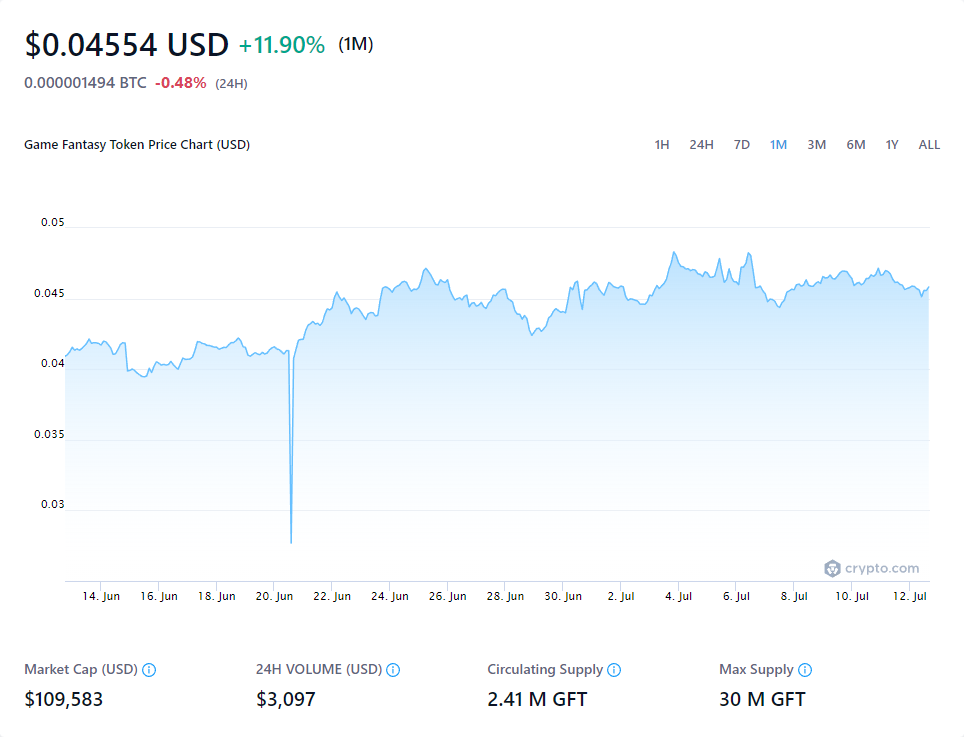 $0.04554 USD +11.90% (1M)
0.000001494 BTC -0.48% (24H)
Game Fantasy Token Price Chart (USD) 1H 24H 7D 1M 3M 6M 1Y ALL
0.05
0.045
0.04
0.035
0.03
crypto.com
14. Jun 16. Jun 18. Jun 20. Jun 22. Jun 24. Jun 26. Jun 28. Jun 30. Jun 2. Jul 4. Jul 6. Jul 8. Jul 10. Jul 12. Jul
Market Cap (USD) 24H VOLUME (USD) Circulating Supply Max Supply
$109,583 $3,097 2.41 M GFT 30 M GFT